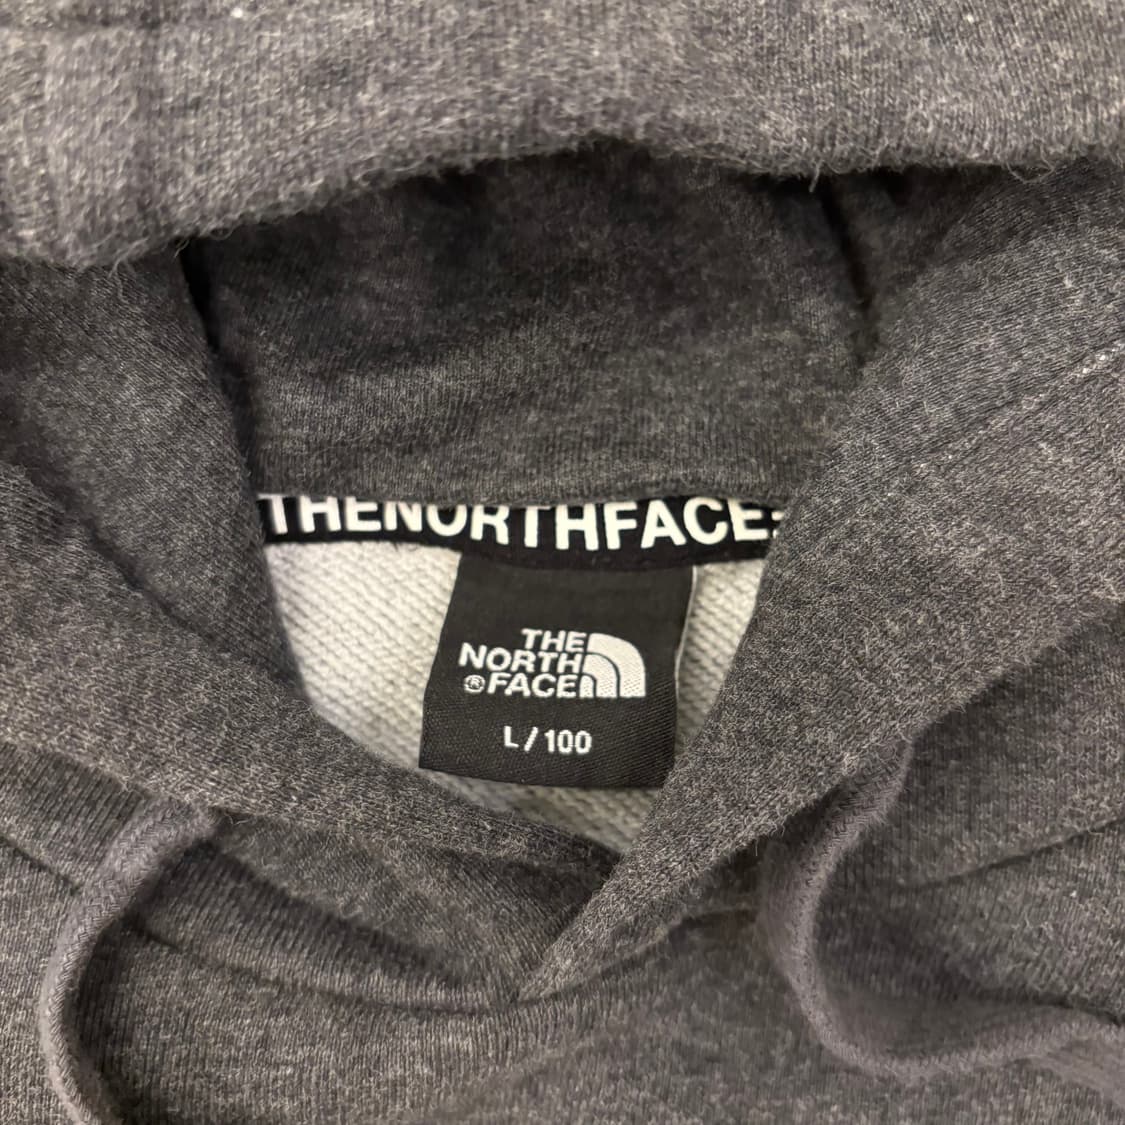 THENORTHFACE
THE
NORTH
® FACE
L / 100